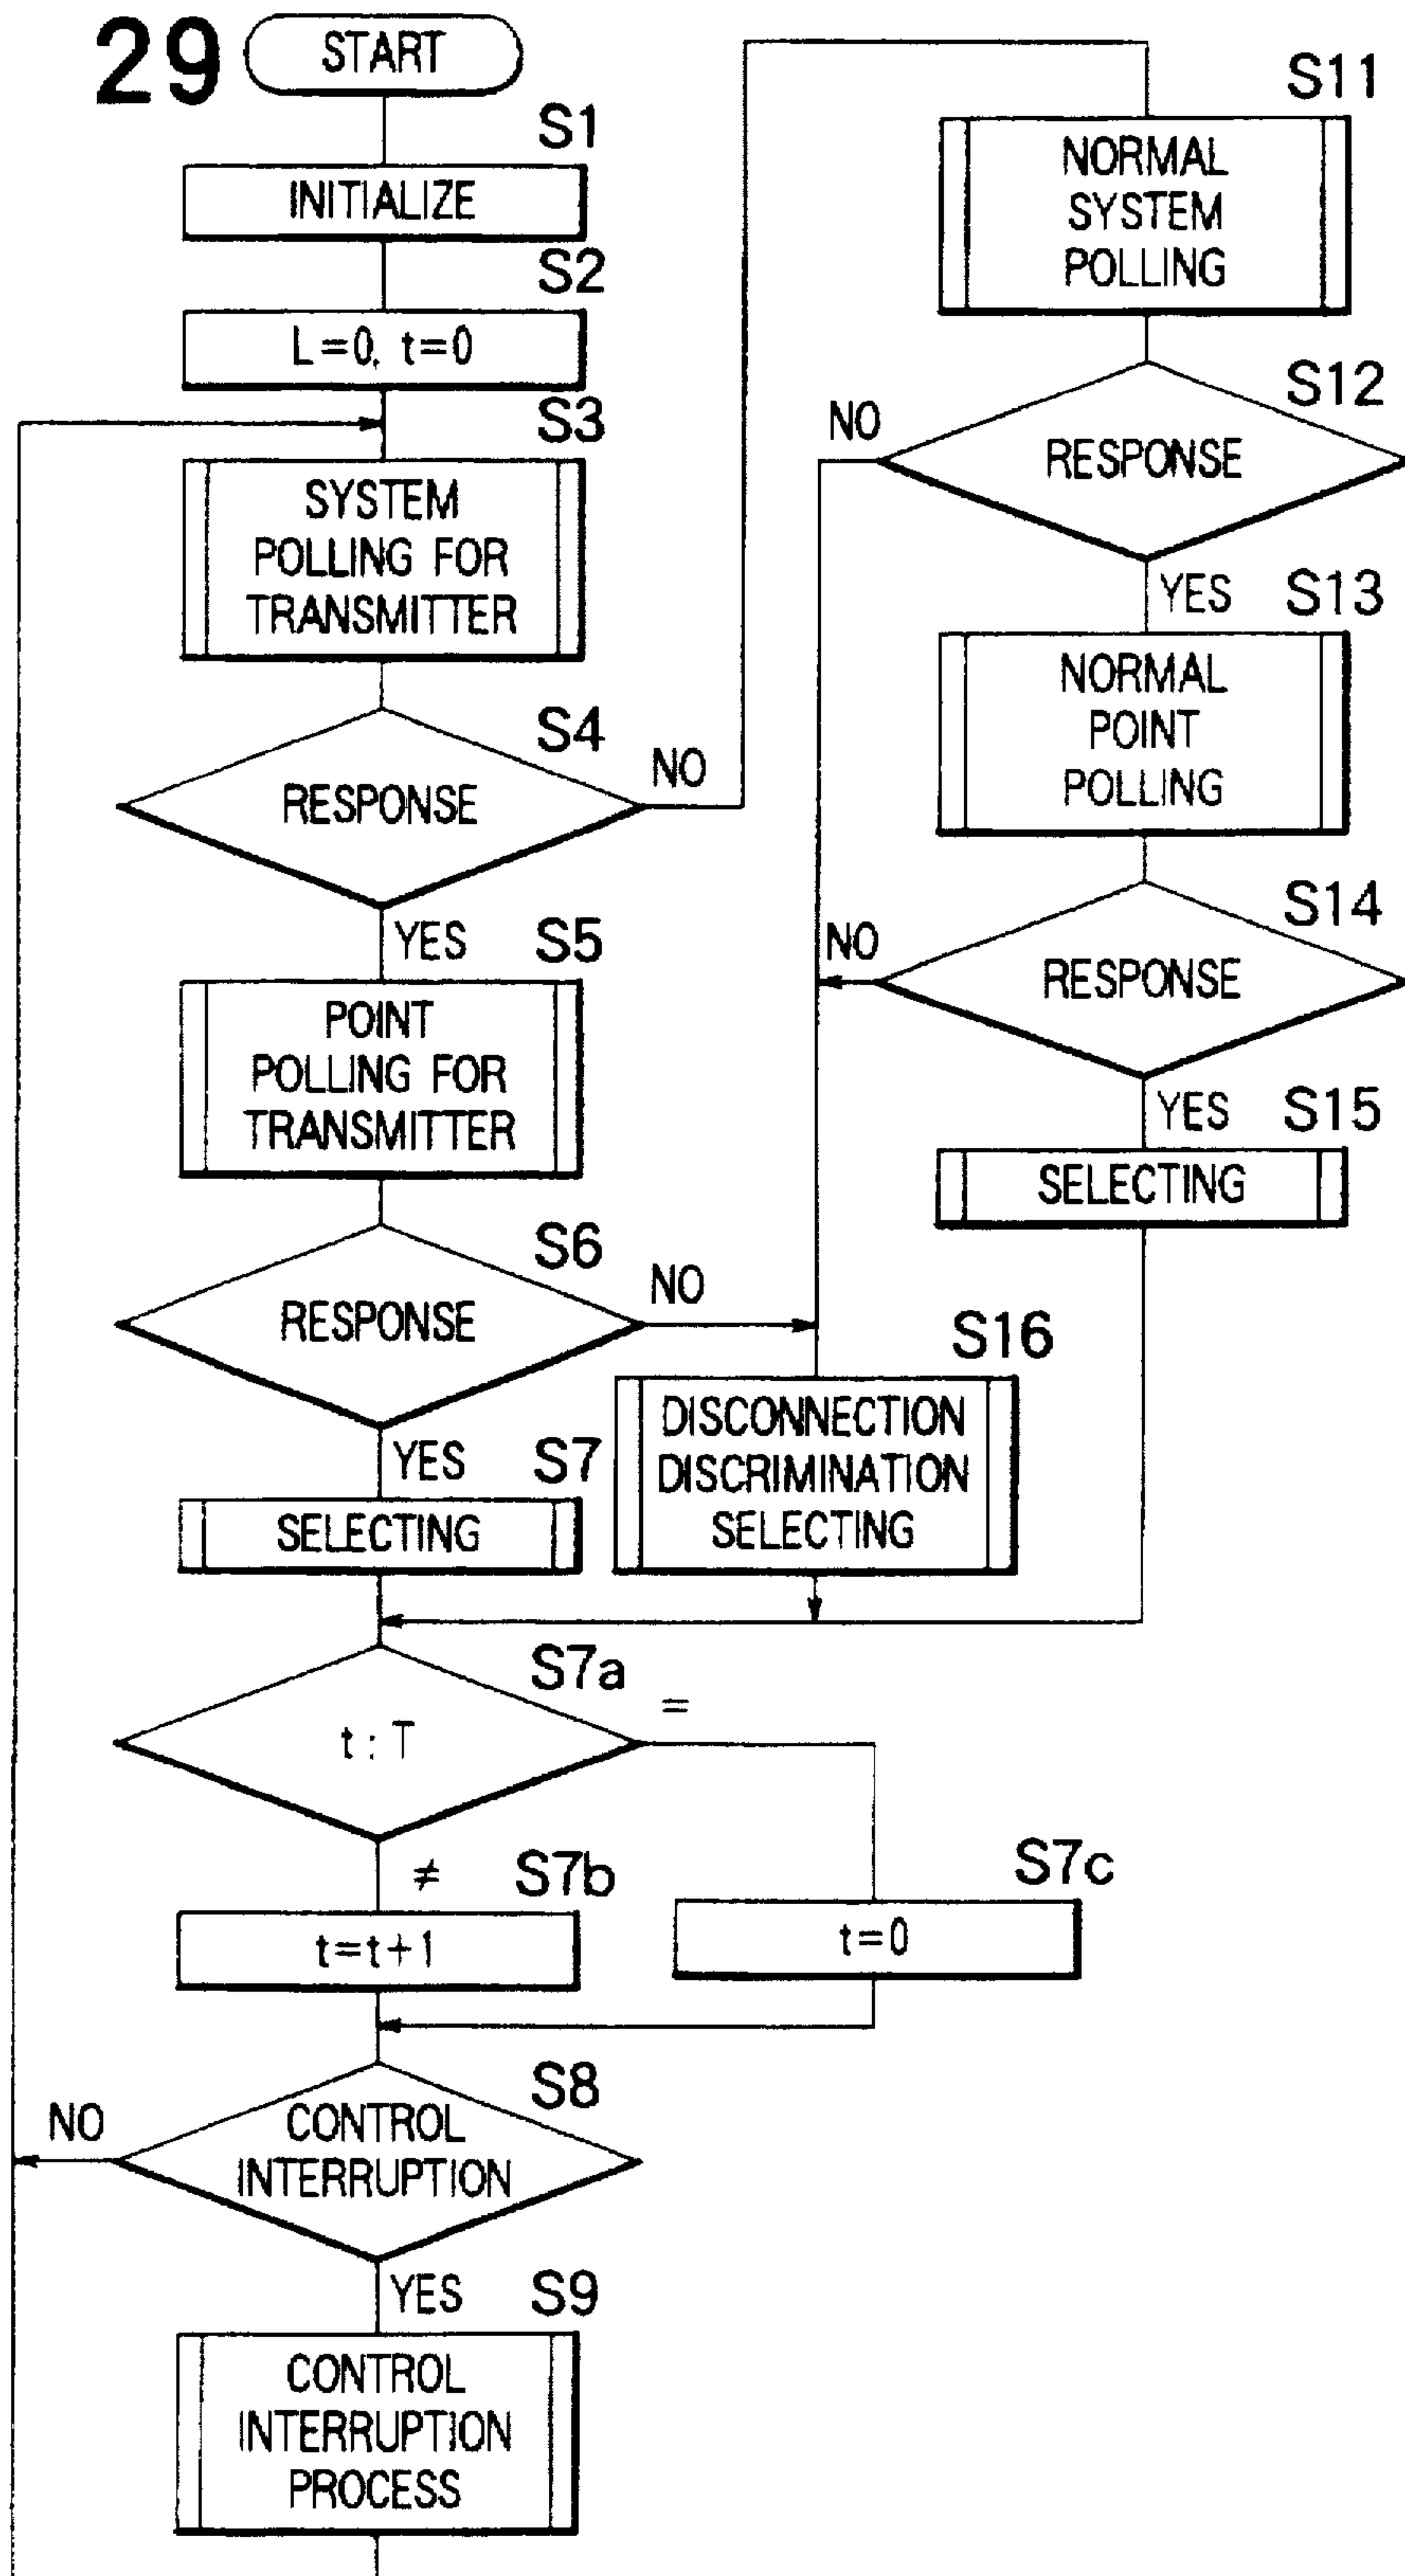 29
START
S1
INITIALIZE
S2
L=0, t=0
S3
SYSTEM
POLLING FOR
TRANSMITTER
S4
RESPONSE
NO
YES
S5
POINT
POLLING FOR
TRANSMITTER
S6
RESPONSE
NO
YES
S7
SELECTING
S11
NORMAL
SYSTEM
POLLING
S12
NO
RESPONSE
YES
S13
NORMAL
POINT
POLLING
S14
NO
RESPONSE
YES
S15
SELECTING
S16
DISCONNECTION
DISCRIMINATION
SELECTING
S7a
t : T
=
≠
S7b
t=t+1
S7c
t=0
S8
CONTROL
INTERRUPTION
NO
YES
S9
CONTROL
INTERRUPTION
PROCESS